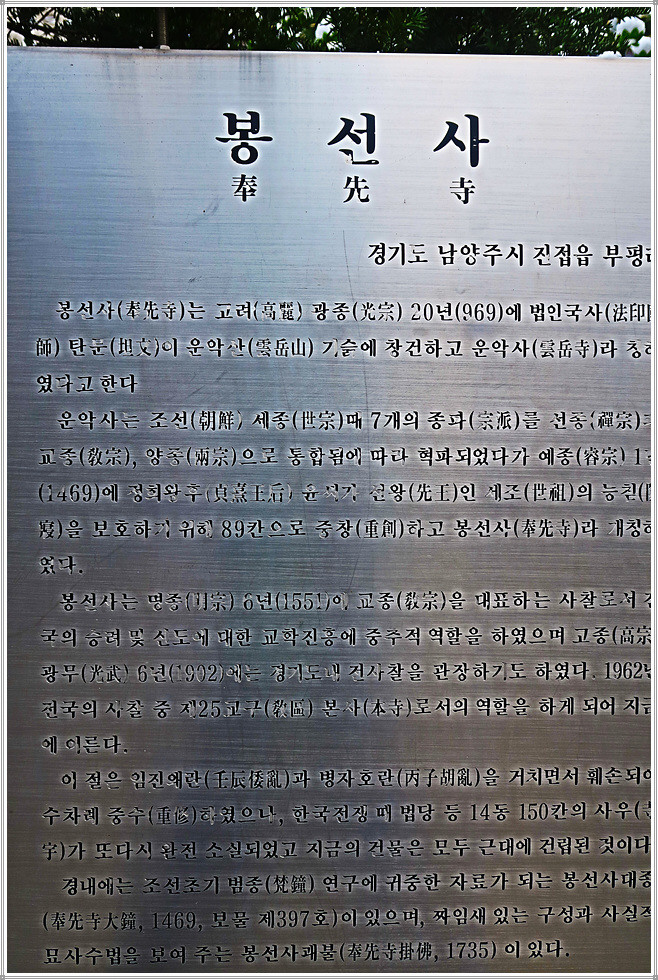 봉 선 사
奉 先 寺
경기도 남양주시 진접읍 부평리
봉선사(奉先寺)는 고려(高麗) 광종(光宗) 20년(969)에 법인국사(法印國
師) 탄문(坦文)이 운악산(雲岳山) 기슭에 창건하고 운악사(雲岳寺)라 칭하
였다고 한다
운악사는 조선(朝鮮) 세종(世宗)때 7개의 종파(宗派)를 선종(禪宗)과
교종(敎宗), 양종(兩宗)으로 통합됨에 따라 혁파되었다가 예종(睿宗) 1
(1469)에 정희왕후(貞熹王后) 윤씨가 선왕(先王)인 세조(世祖)의 능침(陵
寢)을 보호하기 위해 89칸으로 중창(重創)하고 봉선사(奉先寺)라 개칭하
였다.
봉선사는 명종(明宗) 6년(1551)에 교종(敎宗)을 대표하는 사찰로서 전
국의 승려 및 신도에 대한 교학진흥에 중추적 역할을 하였으며 고종(高宗)
광무(光武) 6년(1902)에는 경기도내 전사찰을 관장하기도 하였다. 1962년
전국의 사찰 중 제25교구(敎區) 본사(本寺)로서의 역할을 하게 되어 지금
에 이른다.
이 절은 임진왜란(壬辰倭亂)과 병자호란(丙子胡亂)을 거치면서 훼손되어
수차례 중수(重修)하였으나, 한국전쟁 때 법당 등 14동 150칸의 사우(寺
宇)가 또다시 완전 소실되었고 지금의 건물은 모두 근대에 건립된 것이다
경내에는 조선초기 범종(梵鐘) 연구에 귀중한 자료가 되는 봉선사대종
(奉先寺大鐘, 1469, 보물 제397호)이 있으며, 짜임새 있는 구성과 사실적
묘사수법을 보여 주는 봉선사괘불(奉先寺掛佛, 1735) 이 있다.